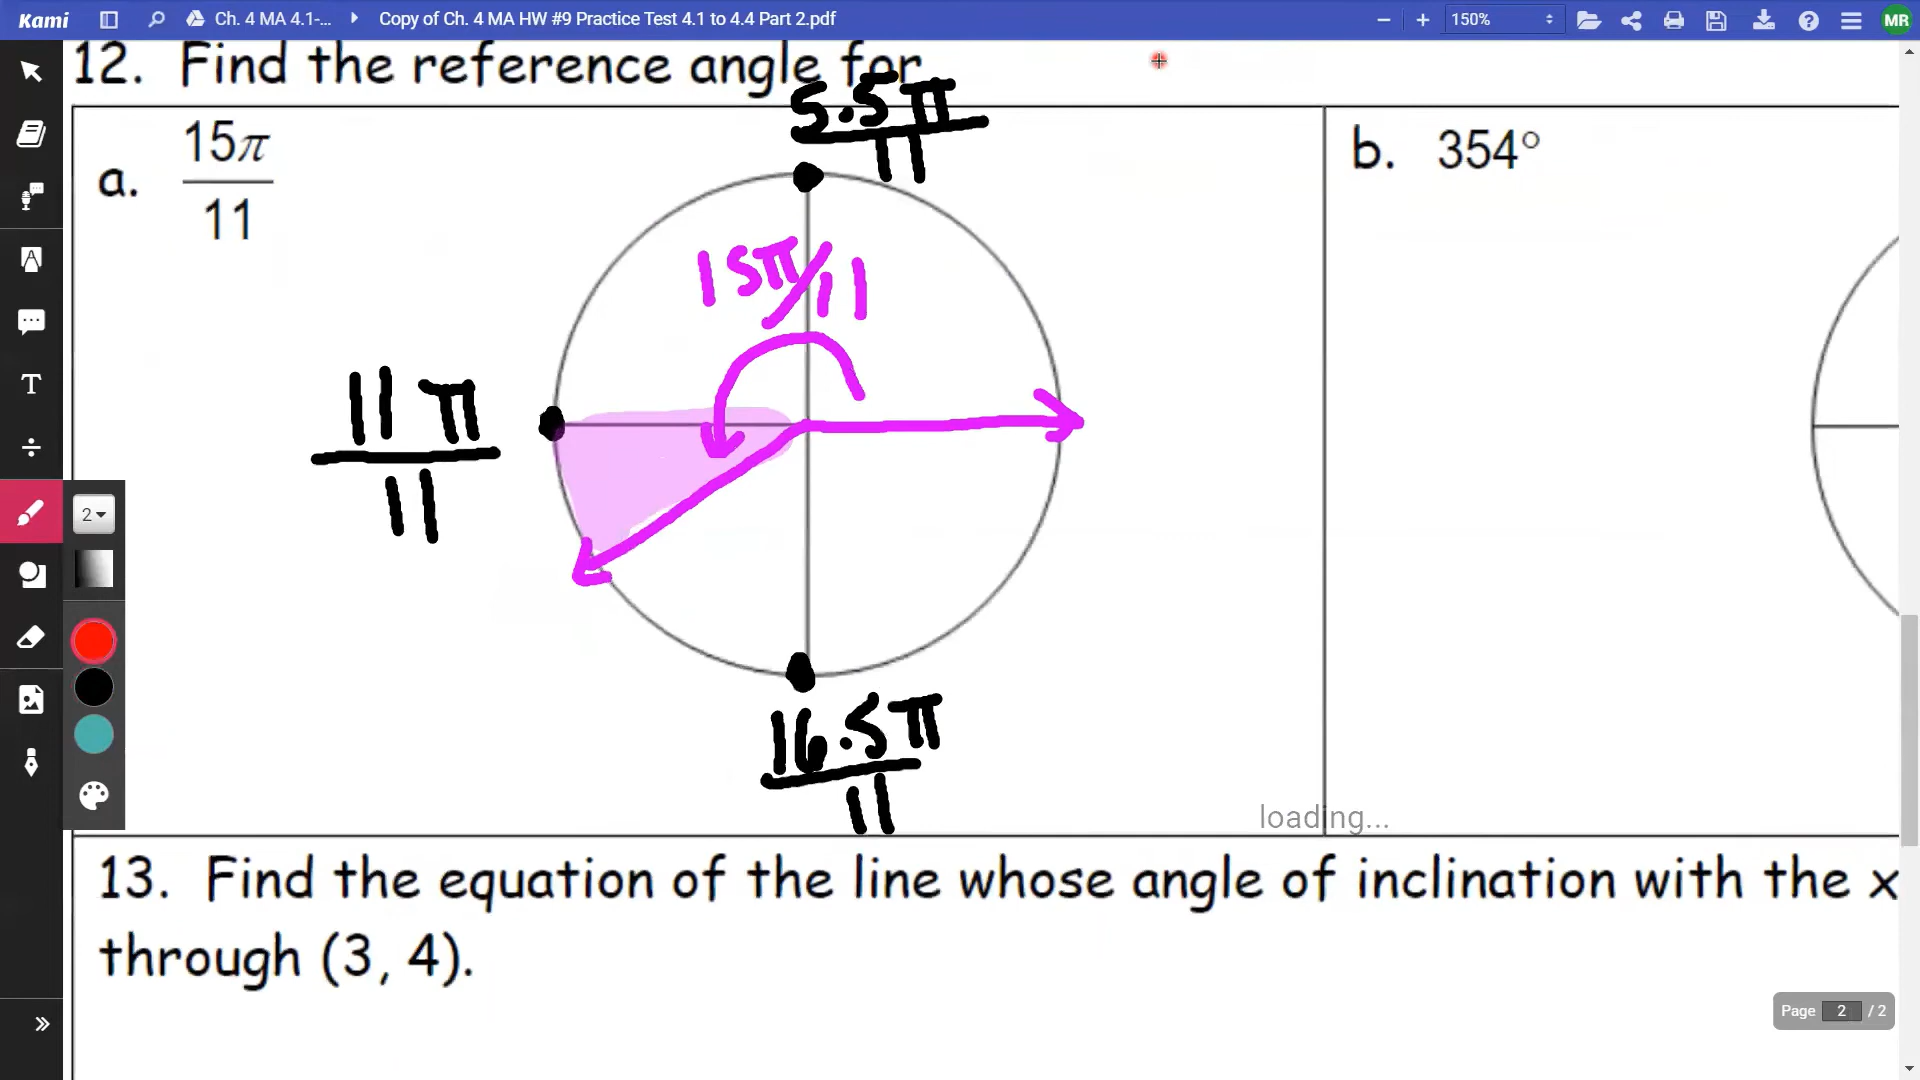 Kami
Ch. 4 MA 4.1-...
Copy of Ch. 4 MA HW #9 Practice Test 4.1 to 4.4 Part 2.pdf
150%
MR
12. Find the reference angle for
a. 15π
11
5.5π
11
b. 354°
15π/11
11π
11
16.5π
11
2
loading...
13. Find the equation of the line whose angle of inclination with the x
through (3, 4).
Page 2 / 2